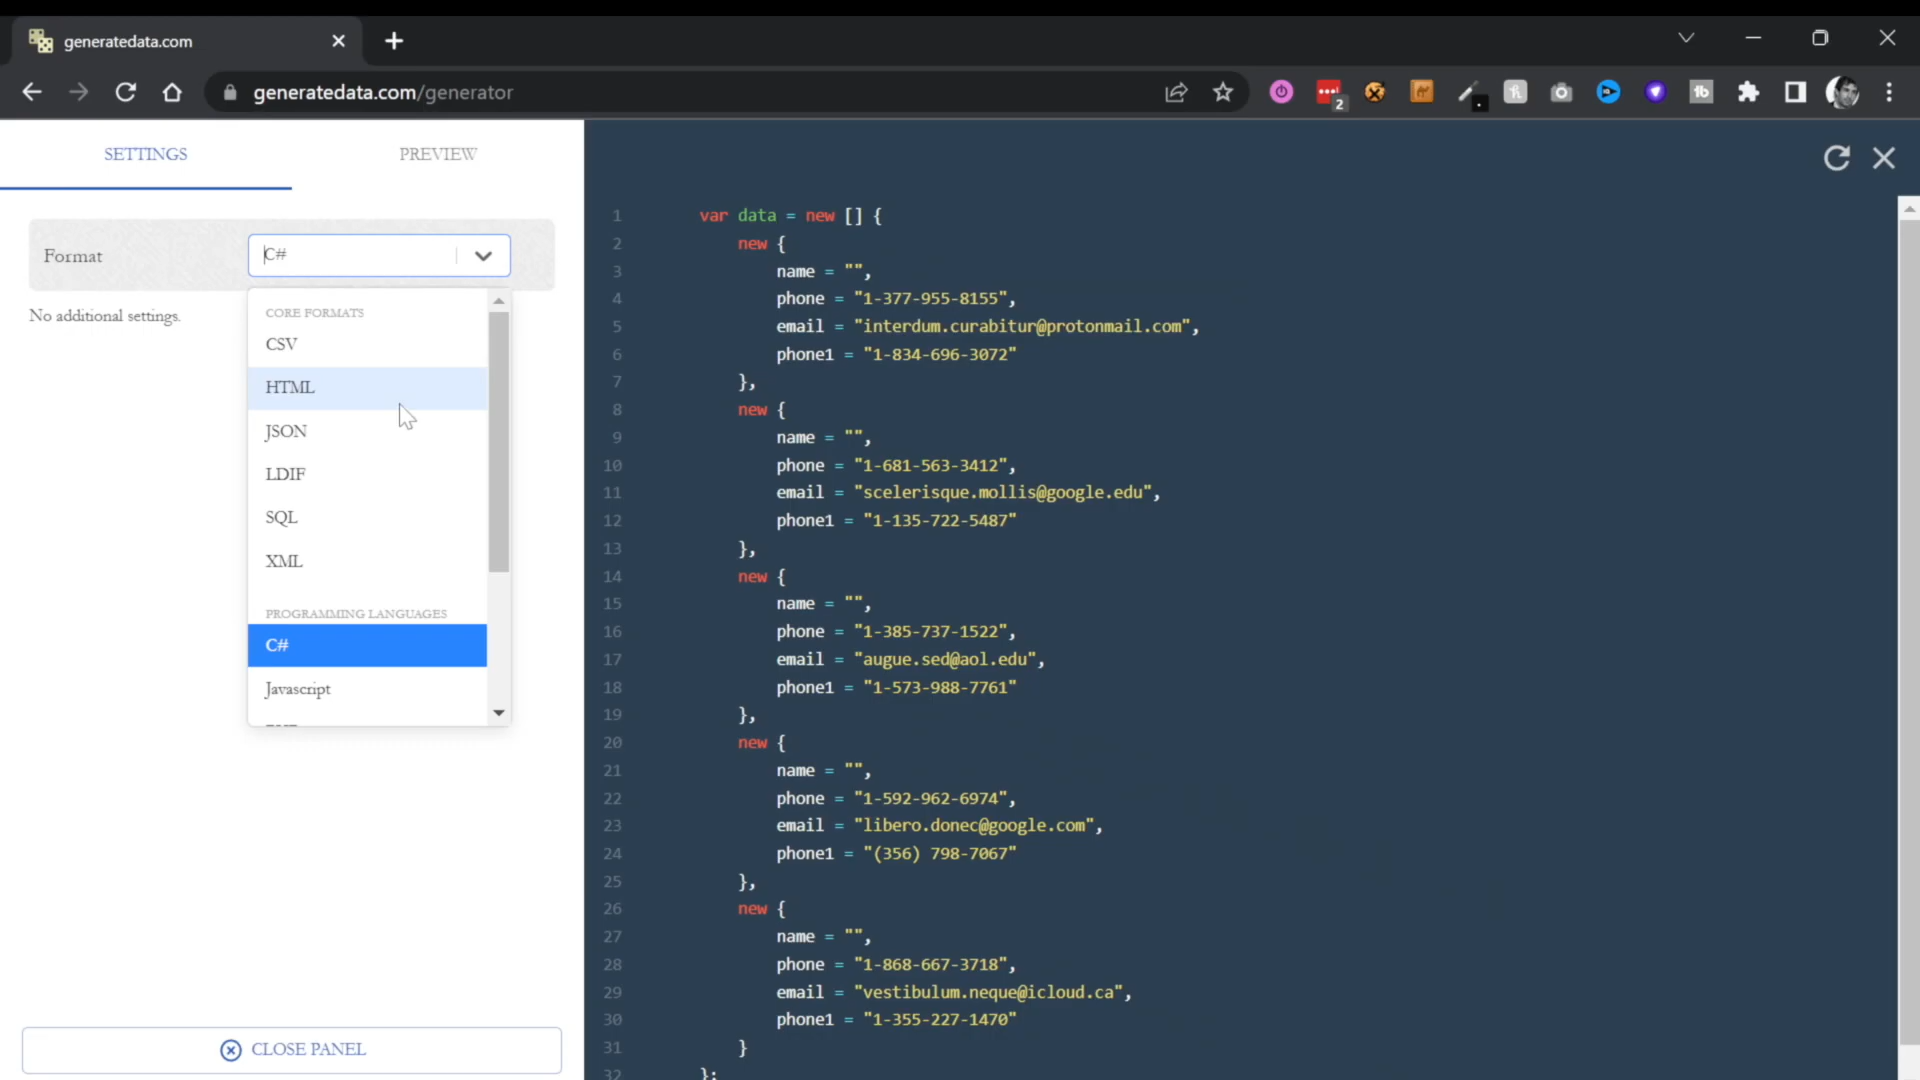 generatedata.com
generatedata.com/generator
2
SETTINGS
PREVIEW
Format
C#
No additional settings.
CORE FORMATS
CSV
HTML
JSON
LDIF
SQL
XML
PROGRAMMING LANGUAGES
C#
Javascript
CLOSE PANEL
1 var data = new [] {
2 new {
3 name = "",
4 phone = "1-377-955-8155",
5 email = "interdum.curabitur@protonmail.com",
6 phone1 = "1-834-696-3072"
7 },
8 new {
9 name = "",
10 phone = "1-681-563-3412",
11 email = "scelerisque.mollis@google.edu",
12 phone1 = "1-135-722-5487"
13 },
14 new {
15 name = "",
16 phone = "1-385-737-1522",
17 email = "augue.sed@aol.edu",
18 phone1 = "1-573-988-7761"
19 },
20 new {
21 name = "",
22 phone = "1-592-962-6974",
23 email = "libero.donec@google.com",
24 phone1 = "(356) 798-7067"
25 },
26 new {
27 name = "",
28 phone = "1-868-667-3718",
29 email = "vestibulum.neque@icloud.ca",
30 phone1 = "1-355-227-1470"
31 }
32 };